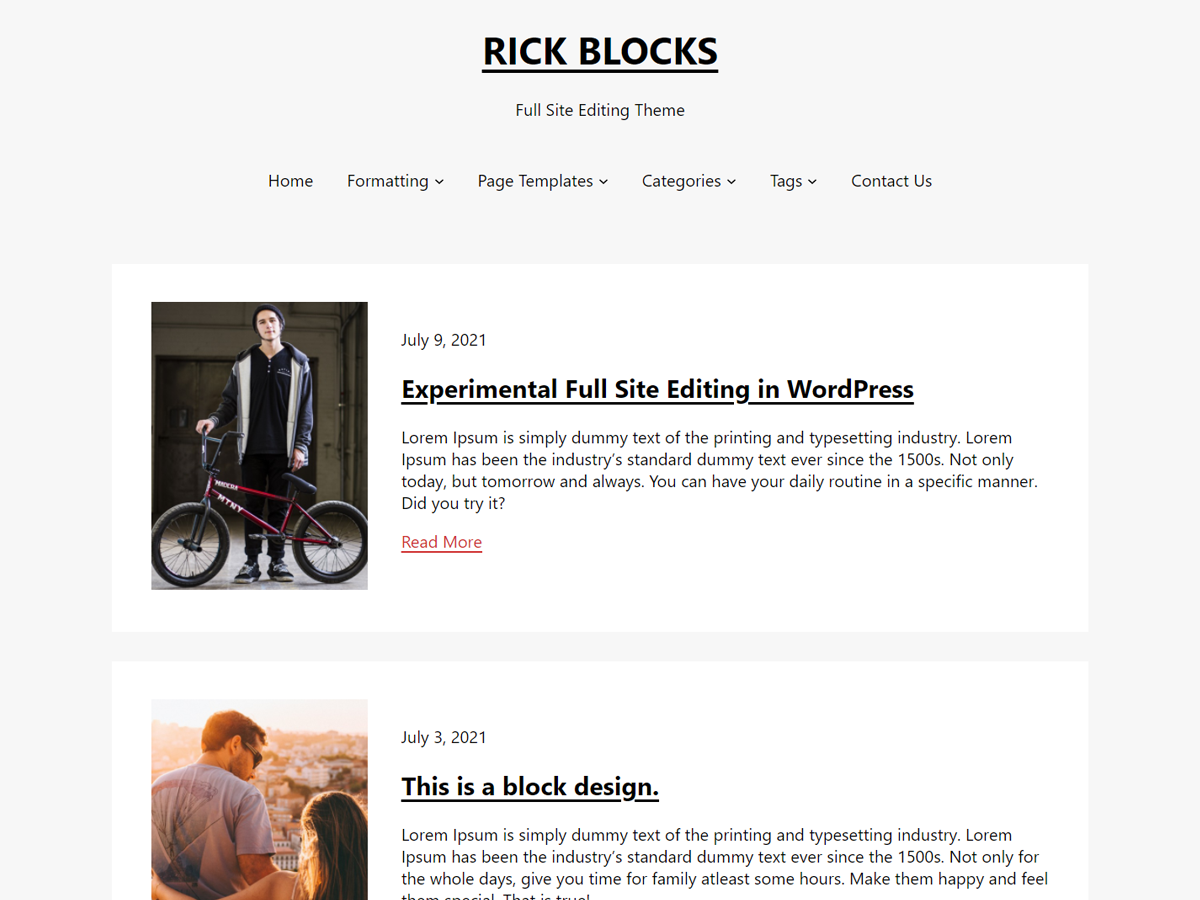 RICK BLOCKS
Full Site Editing Theme
Home Formatting Page Templates Categories Tags Contact Us
July 9, 2021
Experimental Full Site Editing in WordPress
Lorem Ipsum is simply dummy text of the printing and typesetting industry. Lorem
Ipsum has been the industry’s standard dummy text ever since the 1500s. Not only
today, but tomorrow and always. You can have your daily routine in a specific manner.
Did you try it?
Read More
MTNY
July 3, 2021
This is a block design.
Lorem Ipsum is simply dummy text of the printing and typesetting industry. Lorem
Ipsum has been the industry’s standard dummy text ever since the 1500s. Not only for
the whole days, give you time for family atleast some hours. Make them happy and feel
them special. That is true!